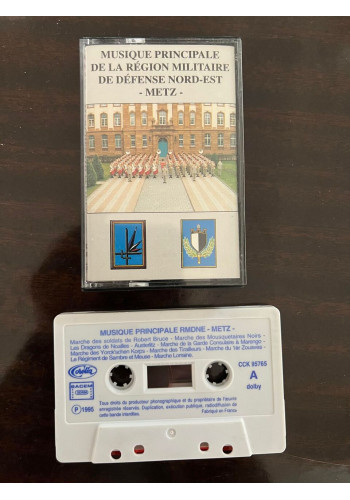 MUSIQUE PRINCIPALE
DE LA RÉGION MILITAIRE
DE DÉFENSE NORD-EST
- METZ -
MUSIQUE PRINCIPALE RMDNE - METZ -
Marche des soldats de Robert Bruce - Marche des Mousquetaires Noirs -
Les Dragons de Noailles - Austerlitz - Marche de la Garde Consulaire à Marengo -
Marche des Yorck'schen Korps - Marche des Tirailleurs - Marche du 1er Zouaves -
Le Régiment de Sambre et Meuse - Marche Lorraine.
Corélia
CCK 85765
SACEM
A
dolby
Tous droits du producteur phonographique et du propriétaire de l'œuvre
enregistrée réservés. Duplication, exécution publique, radiodiffusion de
cette bande interdites.
Fabriqué en France
℗ 1995